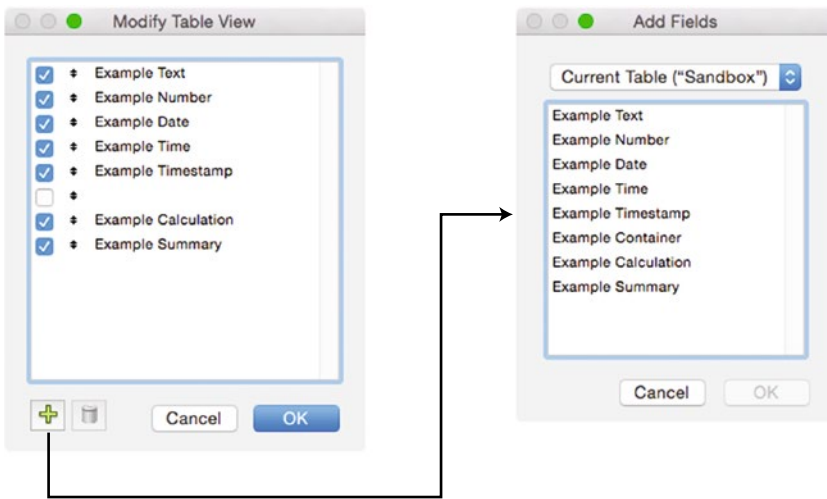 Modify Table View
Example Text
Example Number
Example Date
Example Time
Example Timestamp
Example Calculation
Example Summary
Cancel
OK
Add Fields
Current Table (“Sandbox”)
Example Text
Example Number
Example Date
Example Time
Example Timestamp
Example Container
Example Calculation
Example Summary
Cancel
OK